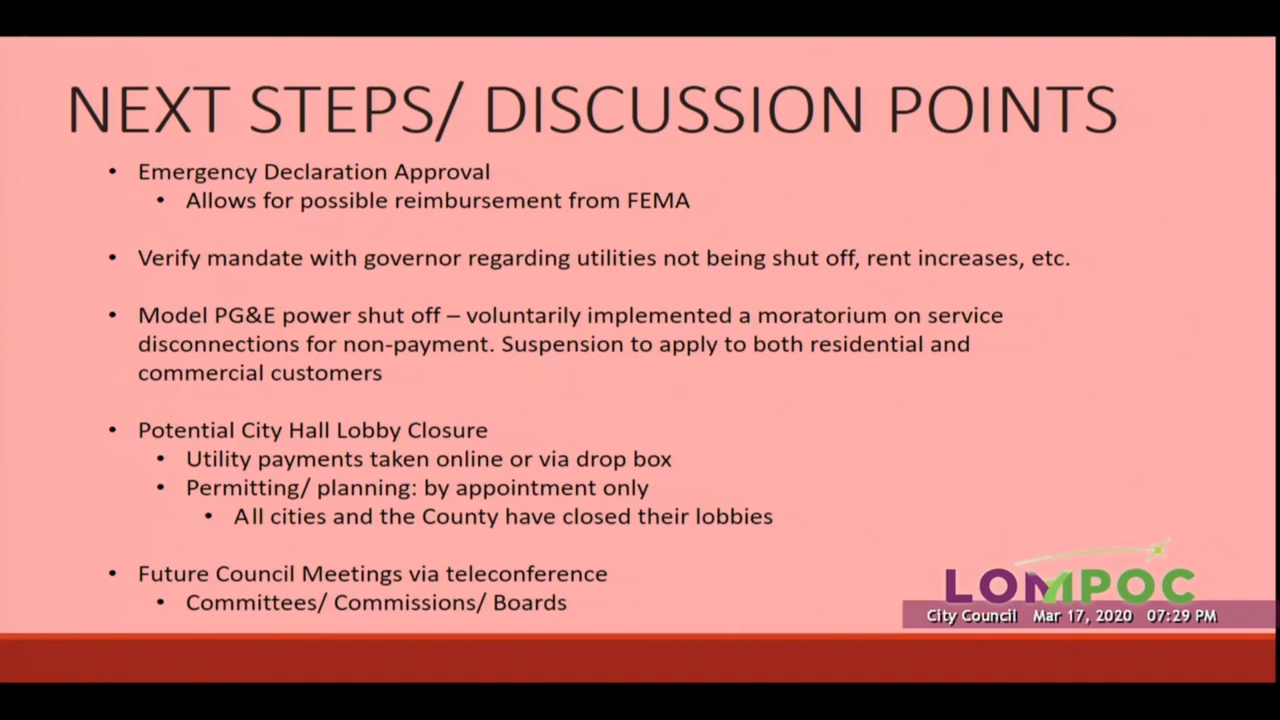 NEXT STEPS/ DISCUSSION POINTS
• Emergency Declaration Approval
• Allows for possible reimbursement from FEMA
• Verify mandate with governor regarding utilities not being shut off, rent increases, etc.
• Model PG&E power shut off – voluntarily implemented a moratorium on service
disconnections for non-payment. Suspension to apply to both residential and
commercial customers
• Potential City Hall Lobby Closure
• Utility payments taken online or via drop box
• Permitting/ planning: by appointment only
• All cities and the County have closed their lobbies
• Future Council Meetings via teleconference
• Committees/ Commissions/ Boards
LOMPOC
City Council Mar 17, 2020 07:29 PM